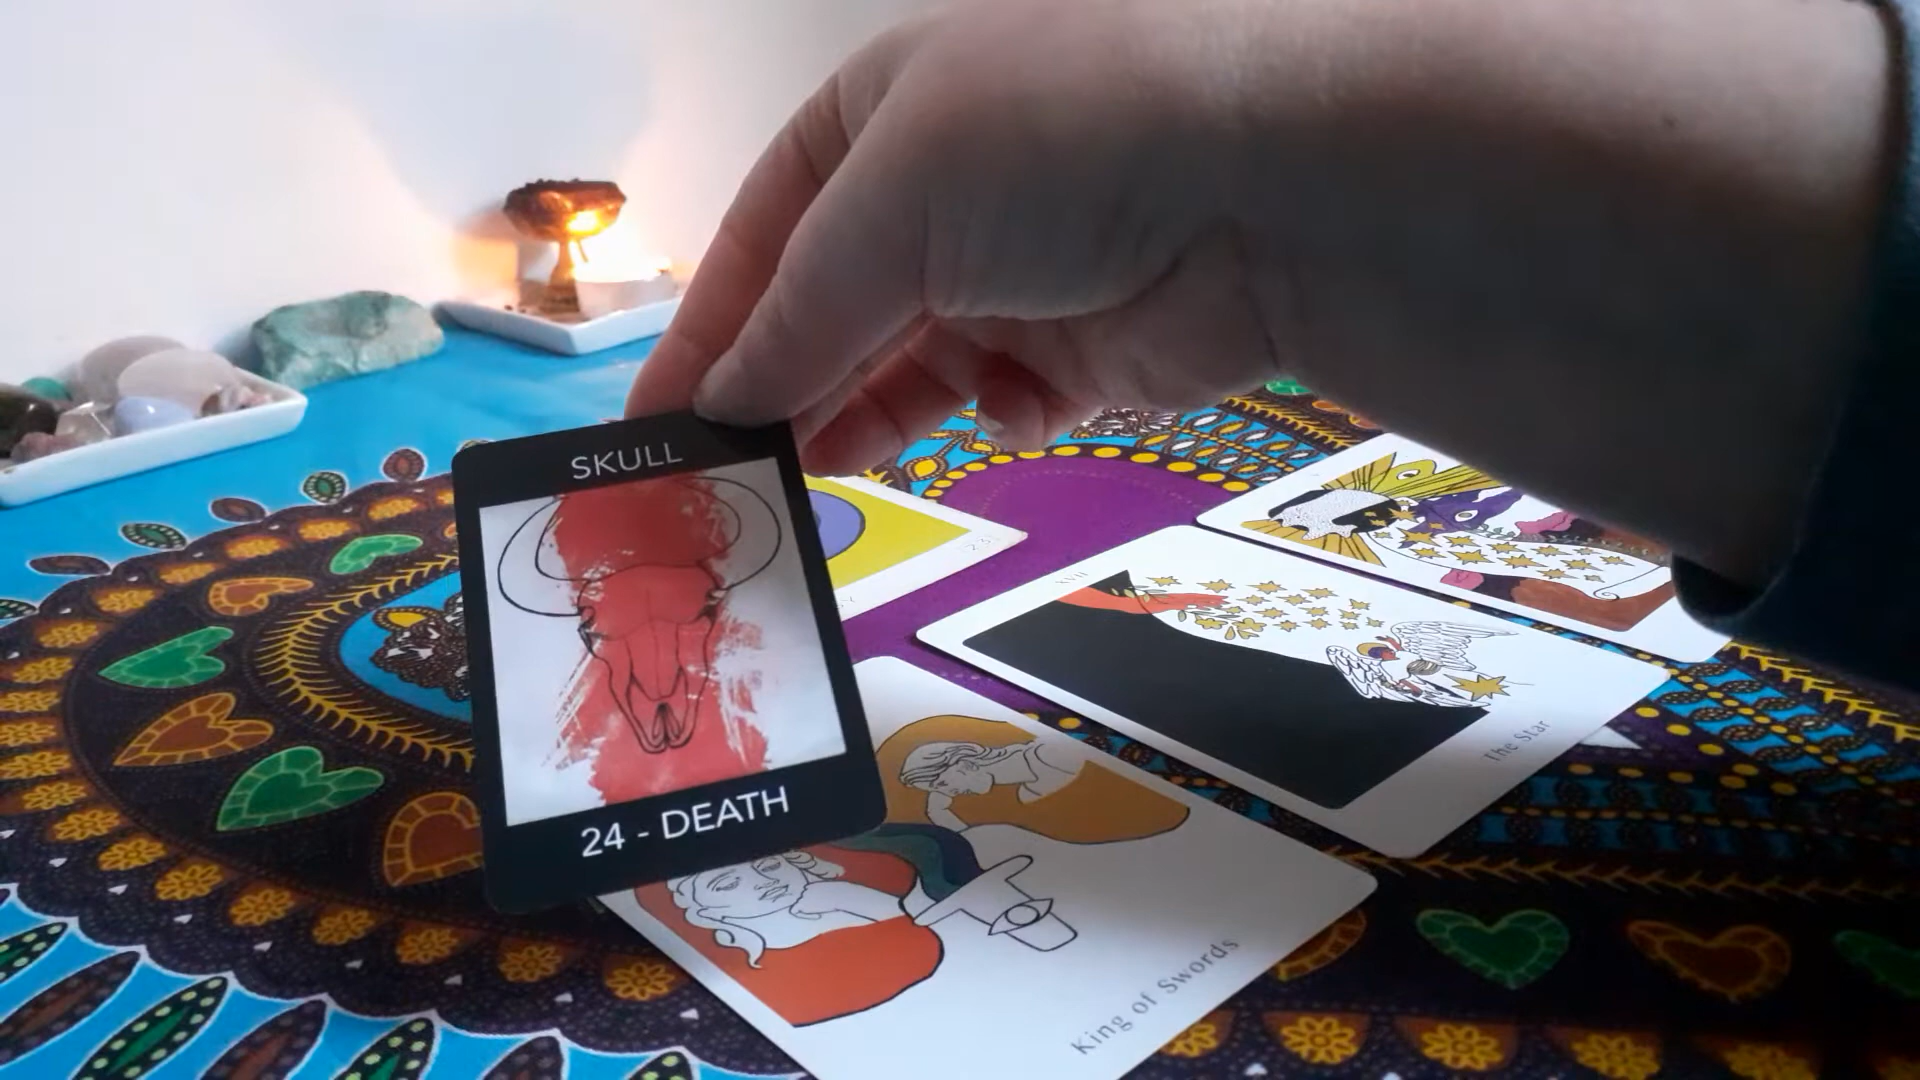 SKULL
24 - DEATH
XVII
The Star
King of Swords